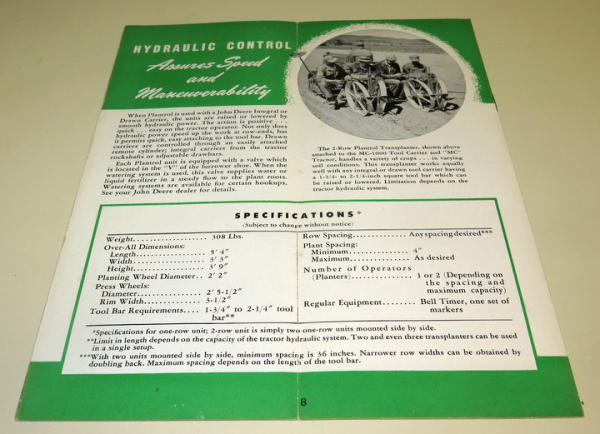 HYDRAULIC CONTROL
Assures Speed
and
Maneuverability
When Plantrol is used with a John Deere Integral or
Drawn Carrier, the units are raised or lowered by
smooth hydraulic power. The action is positive . . .
quick . . . easy on the tractor operator. Not only does
hydraulic power speed up the work at row-ends, but
it permits quick, easy attaching to the tool bar. Drawn
carriers are controlled through an easily attached
remote cylinder; integral carriers from the tractor
rockshafts or adjustable drawbars.
Each Plantrol unit is equipped with a valve which
is located in the "V" of the furrower shoe. When the
watering system is used, this valve supplies water or
liquid fertilizer in a steady flow to the plant roots.
Watering systems are available for certain hookups.
See your John Deere dealer for details.
The 2-Row Plantrol Transplanter, shown above
attached to the MC-1000 Tool Carrier and "MC"
Tractor, handles a variety of crops . . . in varying
soil conditions. This transplanter works equally
well with any integral or drawn tool carrier having
a 1-3/4- to 2-1/4-inch square tool bar which can
be raised or lowered. Limitation depends on the
tractor hydraulic system.
SPECIFICATIONS*
(Subject to change without notice)
Weight.................. 308 Lbs.
Over-All Dimensions:
Length.................. 5' 4"
Width.................. 3' 3"
Height.................. 3' 9"
Planting Wheel Diameter.. 2' 2"
Press Wheels:
Diameter................ 2' 5-1/2"
Rim Width............... 3-1/2"
Tool Bar Requirements.... 1-3/4" to 2-1/4" tool
bar**
Row Spacing............ Any spacing desired***
Plant Spacing:
Minimum.............. 4"
Maximum.............. As desired
Number of Operators
(Planters).............. 1 or 2 (Depending on
the spacing and
maximum capacity)
Regular Equipment........ Bell Timer, one set of
markers
*Specifications for one-row unit; 2-row unit is simply two one-row units mounted side by side.
**Limit in length depends on the capacity of the tractor hydraulic system. Two and even three transplanters can be used
in a single setup.
***With two units mounted side by side, minimum spacing is 36 inches. Narrower row widths can be obtained by
doubling back. Maximum spacing depends on the length of the tool bar.
8